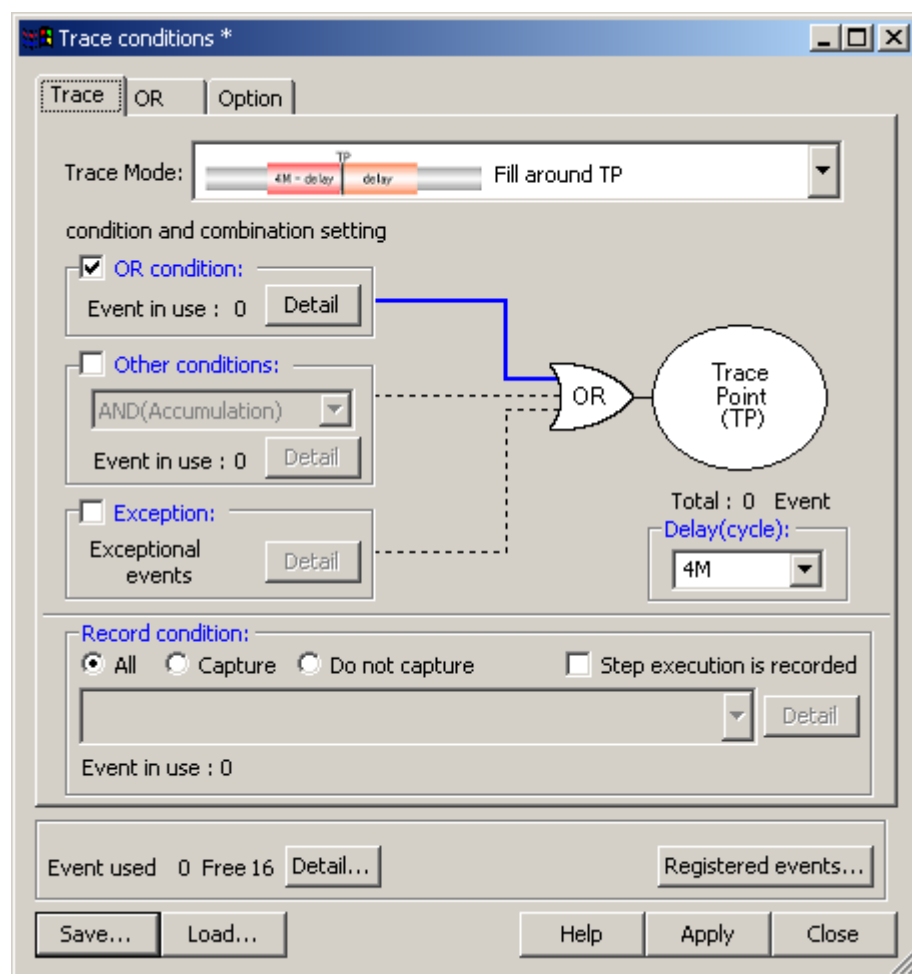 Trace conditions *
Trace OR Option
Trace Mode: TP 4M - delay delay Fill around TP
condition and combination setting
OR condition:
Event in use : 0 Detail
Other conditions:
AND(Accumulation)
Event in use : 0 Detail
Exception:
Exceptional
events
Detail
OR
Trace
Point
(TP)
Total : 0 Event
Delay(cycle):
4M
Record condition:
All Capture Do not capture Step execution is recorded
Detail
Event in use : 0
Event used 0 Free 16 Detail... Registered events...
Save... Load... Help Apply Close